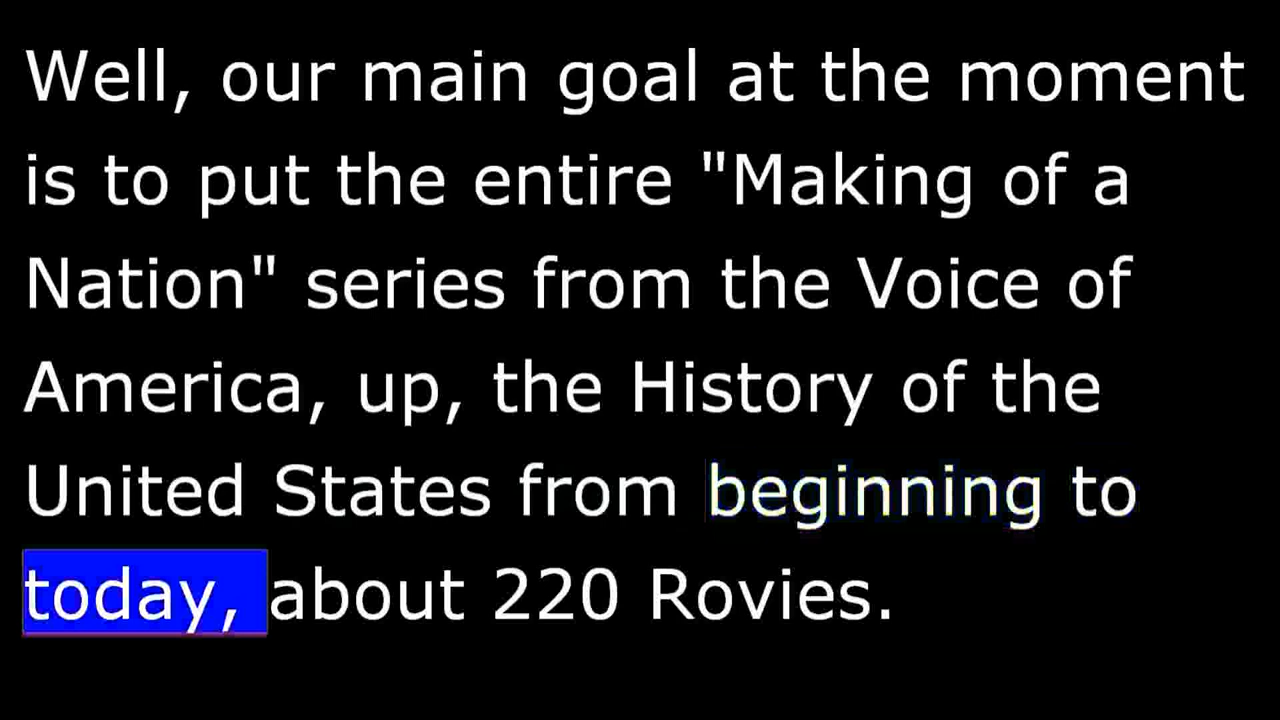 Well, our main goal at the moment
is to put the entire "Making of a
Nation" series from the Voice of
America, up, the History of the
United States from beginning to
today, about 220 Rovies.